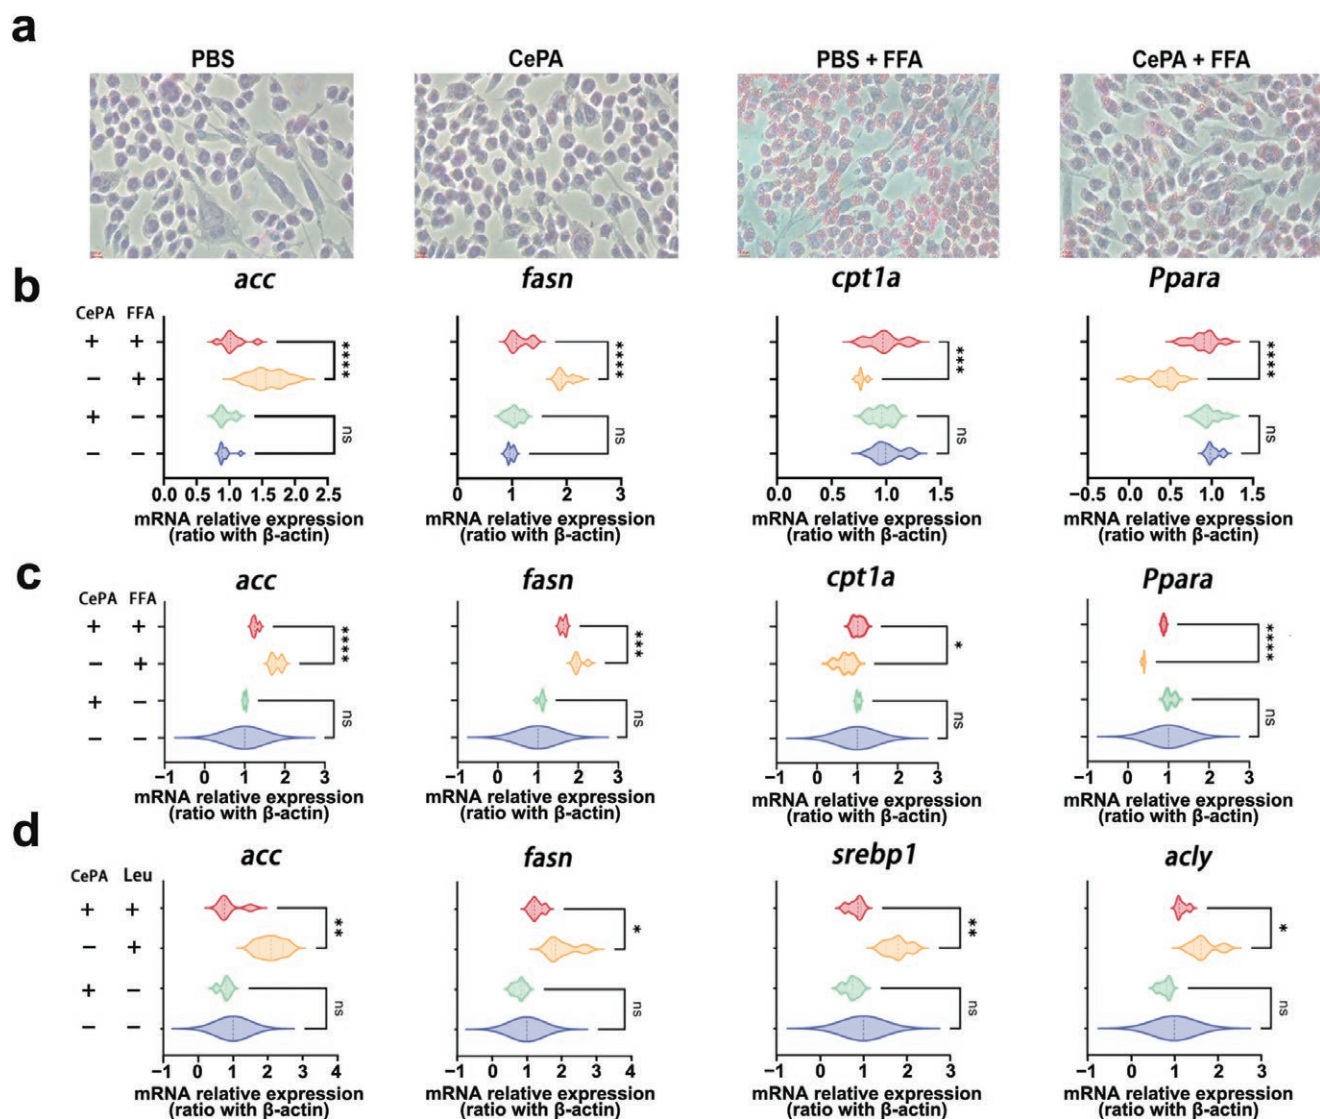 a
PBS CePA PBS + FFA CePA + FFA
b
acc fasn cpt1a Ppara
CePA FFA
+ + **** **** *** ****
− +
+ − ns ns ns ns
− −
0.0 0.5 1.0 1.5 2.0 2.5 0 1 2 3 0.0 0.5 1.0 1.5 −0.5 0.0 0.5 1.0 1.5
mRNA relative expression mRNA relative expression mRNA relative expression mRNA relative expression
(ratio with β-actin) (ratio with β-actin) (ratio with β-actin) (ratio with β-actin)
c
acc fasn cpt1a Ppara
CePA FFA
+ + **** *** * ****
− +
+ − ns ns ns ns
− −
−1 0 1 2 3 −1 0 1 2 3 −1 0 1 2 3 −1 0 1 2 3
mRNA relative expression mRNA relative expression mRNA relative expression mRNA relative expression
(ratio with β-actin) (ratio with β-actin) (ratio with β-actin) (ratio with β-actin)
d
acc fasn srebp1 acly
CePA Leu
+ + ** * ** *
− +
+ − ns ns ns ns
− −
−1 0 1 2 3 4 −1 0 1 2 3 4 −1 0 1 2 3 −1 0 1 2 3
mRNA relative expression mRNA relative expression mRNA relative expression mRNA relative expression
(ratio with β-actin) (ratio with β-actin) (ratio with β-actin) (ratio with β-actin)